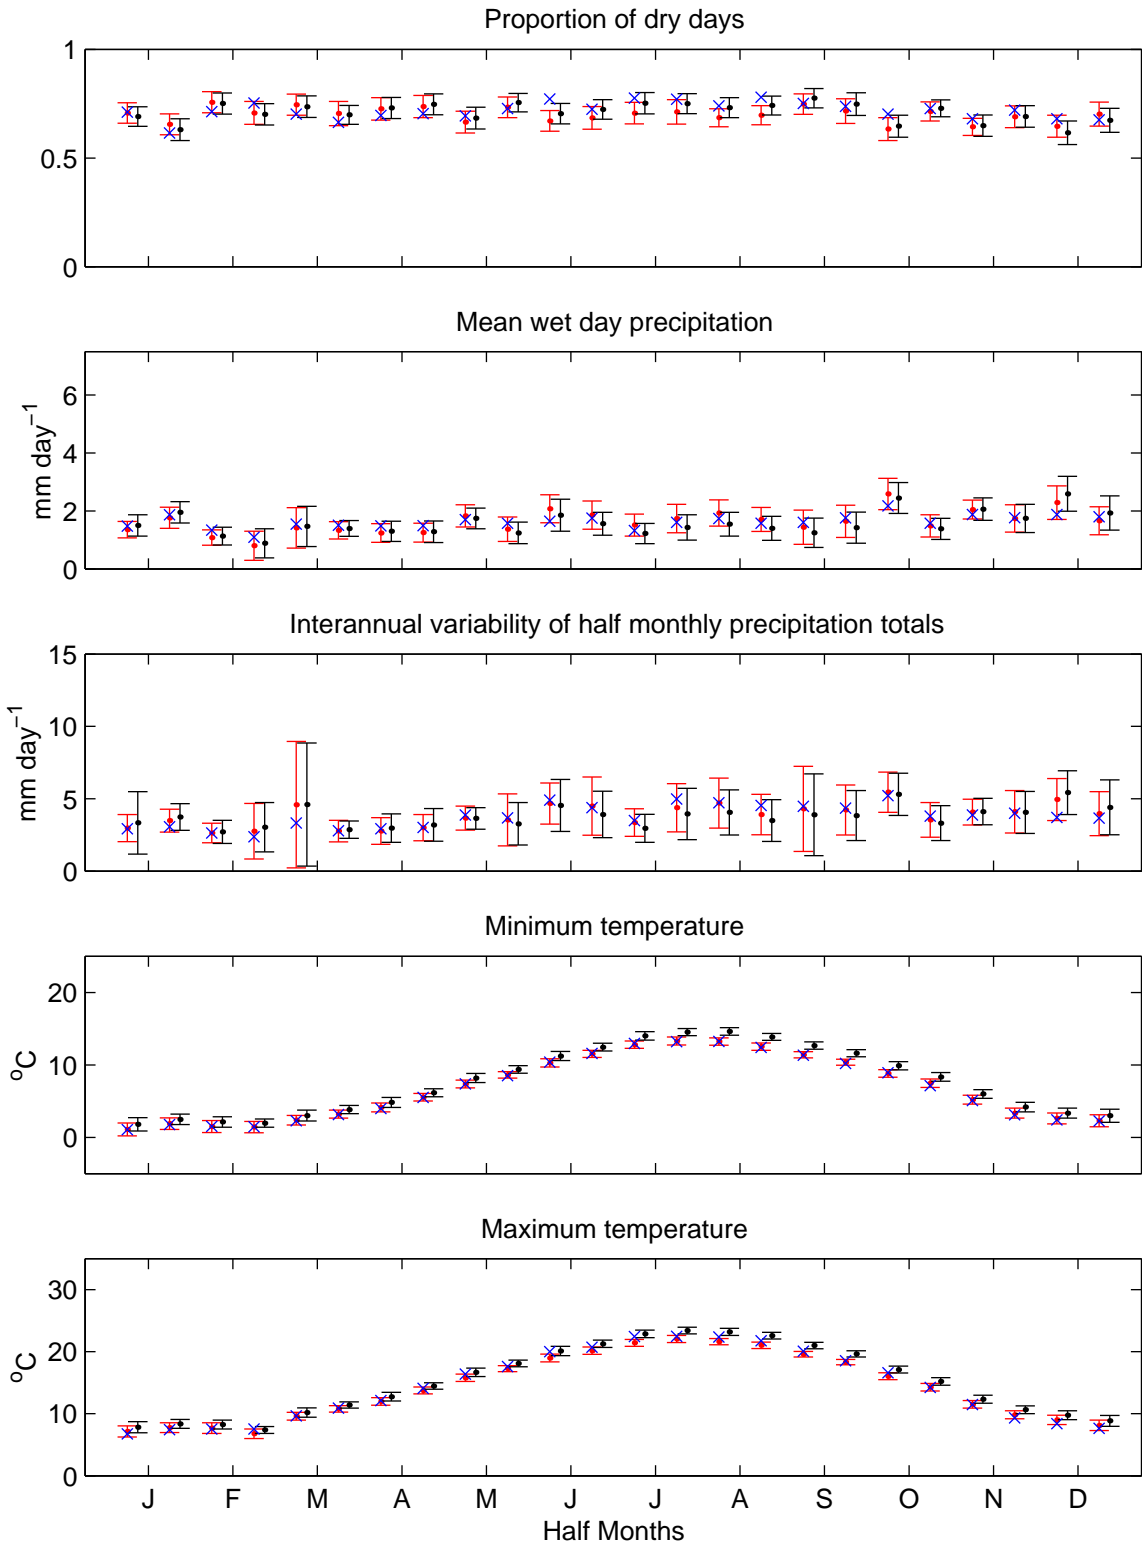 Proportion of dry days
1
0.5
0
Mean wet day precipitation
6
4
2
0
mm day⁻¹
Interannual variability of half monthly precipitation totals
15
10
5
0
mm day⁻¹
Minimum temperature
20
10
0
ᵒC
Maximum temperature
30
20
10
0
ᵒC
J F M A M J J A S O N D
Half Months